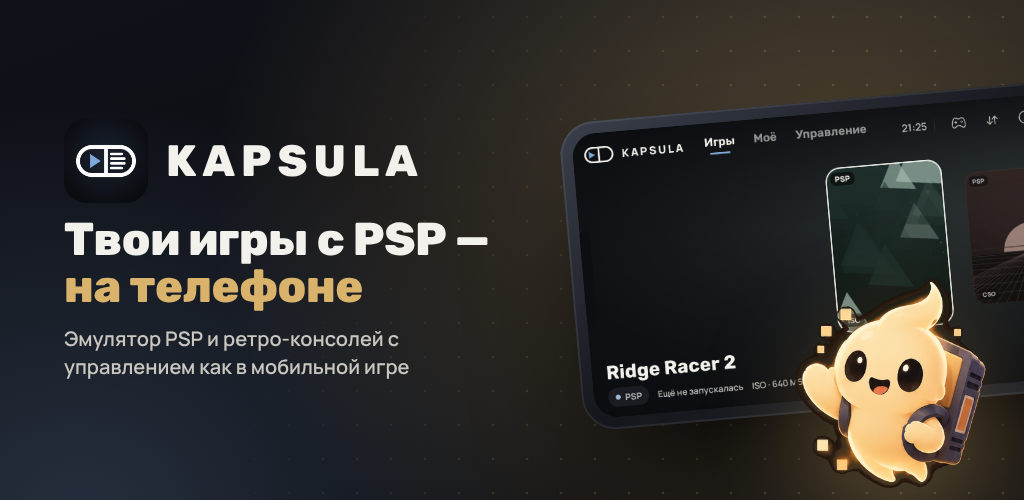 KAPSULA
Твои игры с PSP —
на телефоне
Эмулятор PSP и ретро-консолей с
управлением как в мобильной игре
KAPSULA Игры Моё Управление 21:25
PSP
PSP
CSO
Ridge Racer 2
PSP Ещё не запускалась ISO · 640 М